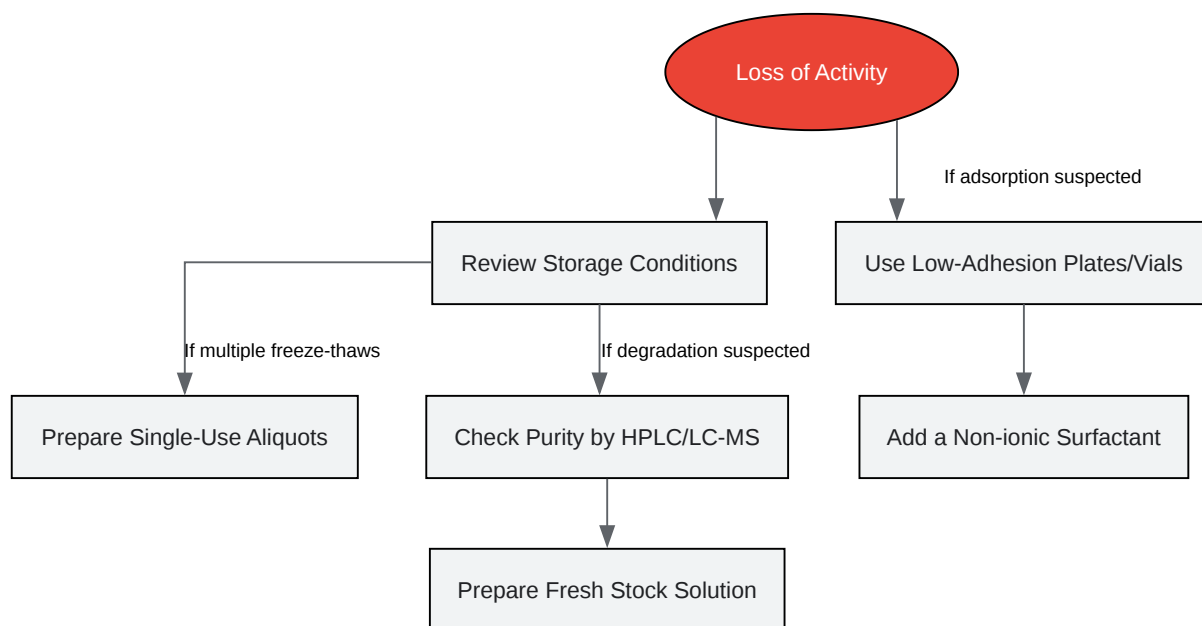 Loss of Activity
If adsorption suspected
Review Storage Conditions
Use Low-Adhesion Plates/Vials
If multiple freeze-thaws
If degradation suspected
Prepare Single-Use Aliquots
Check Purity by HPLC/LC-MS
Add a Non-ionic Surfactant
Prepare Fresh Stock Solution